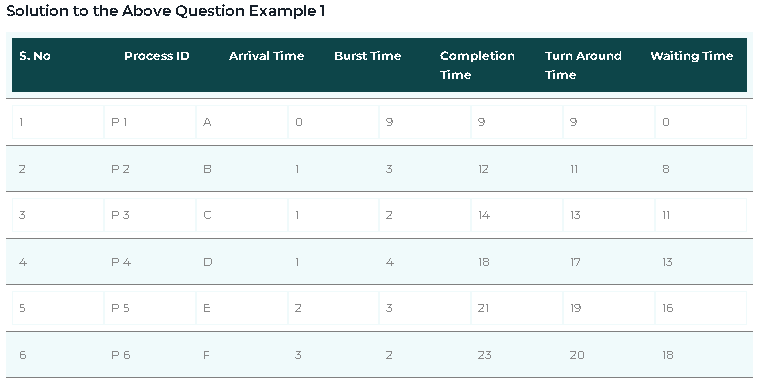 Solution to the Above Question Example 1
S. No Process ID Arrival Time Burst Time Completion Time Turn Around Time Waiting Time
1 P 1 A 0 9 9 9 0
2 P 2 B 1 3 12 11 8
3 P 3 C 1 2 14 13 11
4 P 4 D 1 4 18 17 13
5 P 5 E 2 3 21 19 16
6 P 6 F 3 2 23 20 18